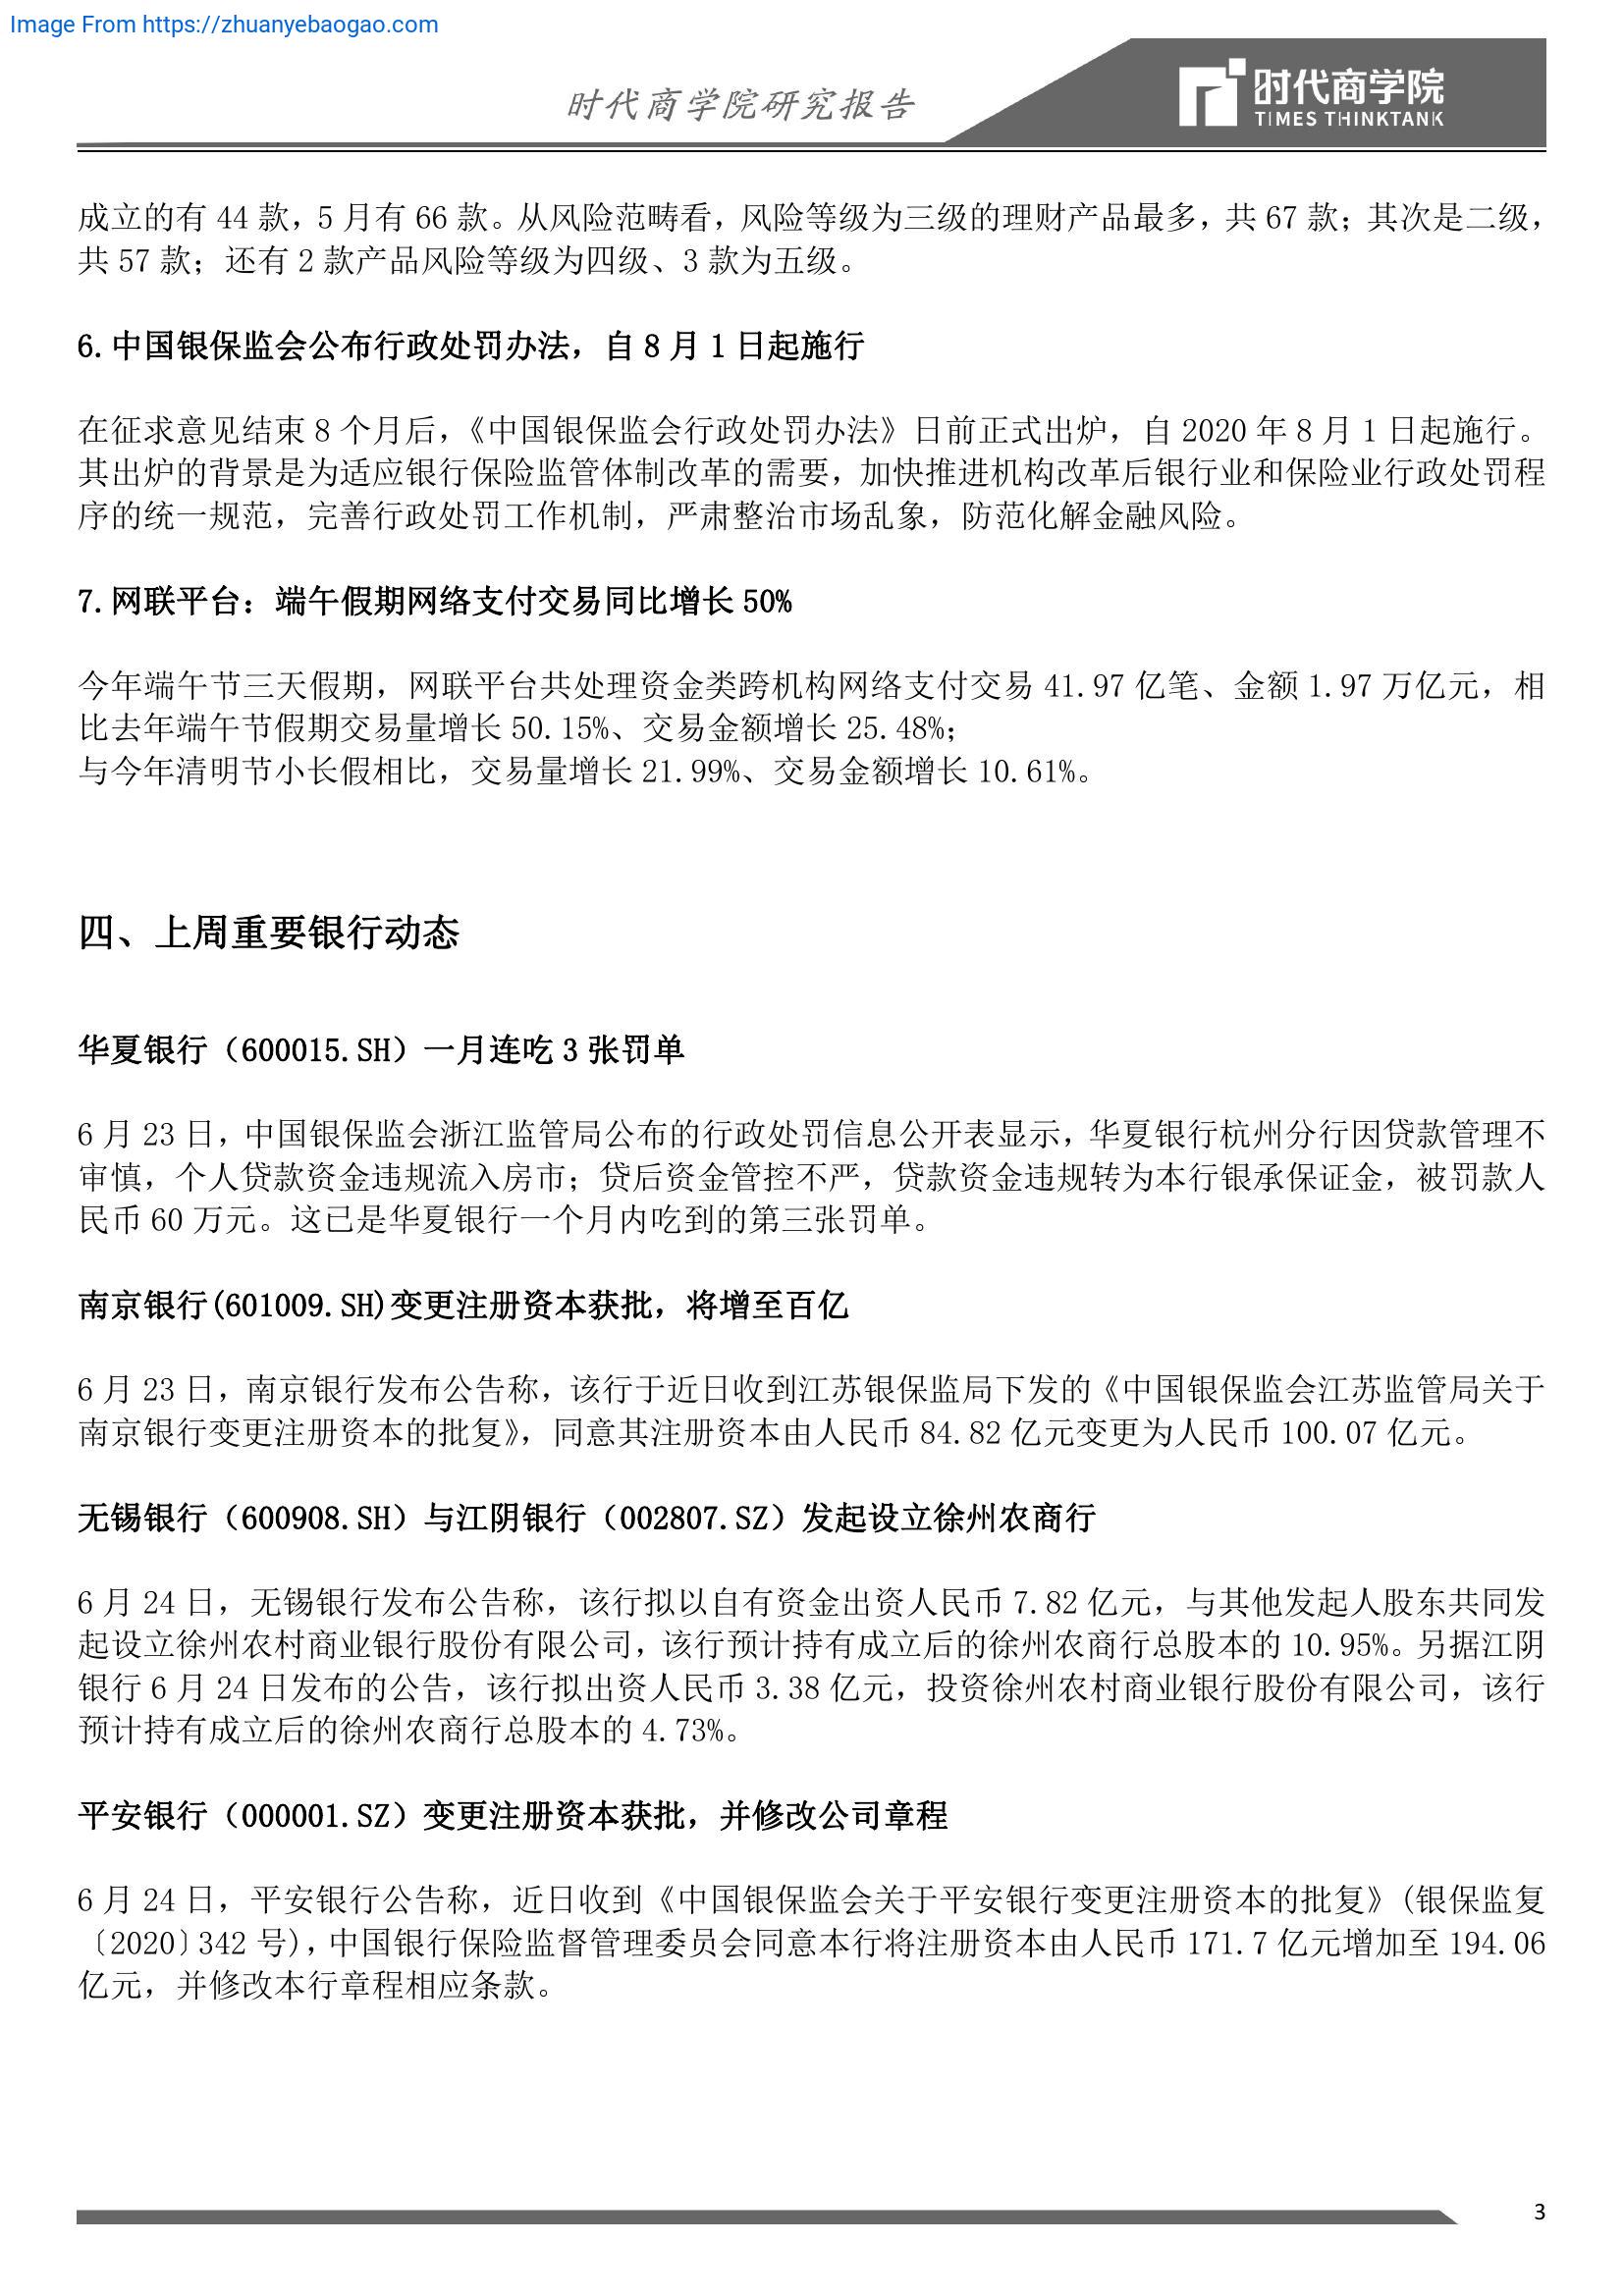 Image From https://zhuanyebaogao.com
时代商学院研究报告
时代商学院
TIMES THINKTANK
成立的有 44 款，5 月有 66 款。从风险范畴看，风险等级为三级的理财产品最多，共 67 款；其次是二级，
共 57 款；还有 2 款产品风险等级为四级、3 款为五级。
6.中国银保监会公布行政处罚办法，自 8 月 1 日起施行
在征求意见结束 8 个月后，《中国银保监会行政处罚办法》日前正式出炉，自 2020 年 8 月 1 日起施行。
其出炉的背景是为适应银行保险监管体制改革的需要，加快推进机构改革后银行业和保险业行政处罚程
序的统一规范，完善行政处罚工作机制，严肃整治市场乱象，防范化解金融风险。
7.网联平台：端午假期网络支付交易同比增长 50%
今年端午节三天假期，网联平台共处理资金类跨机构网络支付交易 41.97 亿笔、金额 1.97 万亿元，相
比去年端午节假期交易量增长 50.15%、交易金额增长 25.48%；
与今年清明节小长假相比，交易量增长 21.99%、交易金额增长 10.61%。
四、上周重要银行动态
华夏银行（600015.SH）一月连吃 3 张罚单
6 月 23 日，中国银保监会浙江监管局公布的行政处罚信息公开表显示，华夏银行杭州分行因贷款管理不
审慎，个人贷款资金违规流入房市；贷后资金管控不严，贷款资金违规转为本行银承保证金，被罚款人
民币 60 万元。这已是华夏银行一个月内吃到的第三张罚单。
南京银行(601009.SH)变更注册资本获批，将增至百亿
6 月 23 日，南京银行发布公告称，该行于近日收到江苏银保监局下发的《中国银保监会江苏监管局关于
南京银行变更注册资本的批复》，同意其注册资本由人民币 84.82 亿元变更为人民币 100.07 亿元。
无锡银行（600908.SH）与江阴银行（002807.SZ）发起设立徐州农商行
6 月 24 日，无锡银行发布公告称，该行拟以自有资金出资人民币 7.82 亿元，与其他发起人股东共同发
起设立徐州农村商业银行股份有限公司，该行预计持有成立后的徐州农商行总股本的 10.95%。另据江阴
银行 6 月 24 日发布的公告，该行拟出资人民币 3.38 亿元，投资徐州农村商业银行股份有限公司，该行
预计持有成立后的徐州农商行总股本的 4.73%。
平安银行（000001.SZ）变更注册资本获批，并修改公司章程
6 月 24 日，平安银行公告称，近日收到《中国银保监会关于平安银行变更注册资本的批复》(银保监复
〔2020〕342 号)，中国银行保险监督管理委员会同意本行将注册资本由人民币 171.7 亿元增加至 194.06
亿元，并修改本行章程相应条款。
3